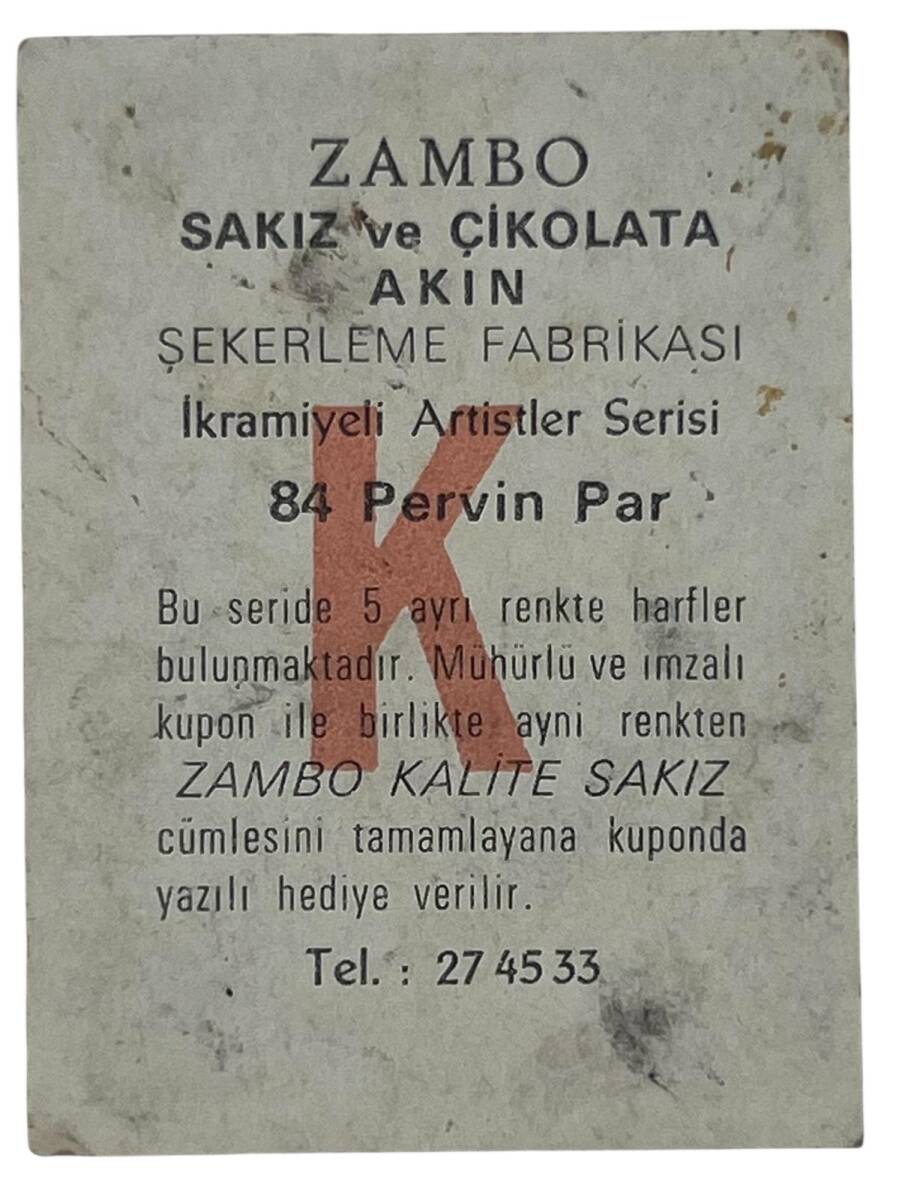 ZAMBO
SAKIZ ve ÇİKOLATA
AKIN
ŞEKERLEME FABRİKASI
İkramiyeli Artistler Serisi
84 Pervin Par
K
Bu seride 5 ayrı renkte harfler
bulunmaktadır. Mühürlü ve imzalı
kupon ile birlikte ayni renkten
ZAMBO KALİTE SAKIZ
cümlesini tamamlayana kuponda
yazılı hediye verilir.
Tel. : 27 45 33